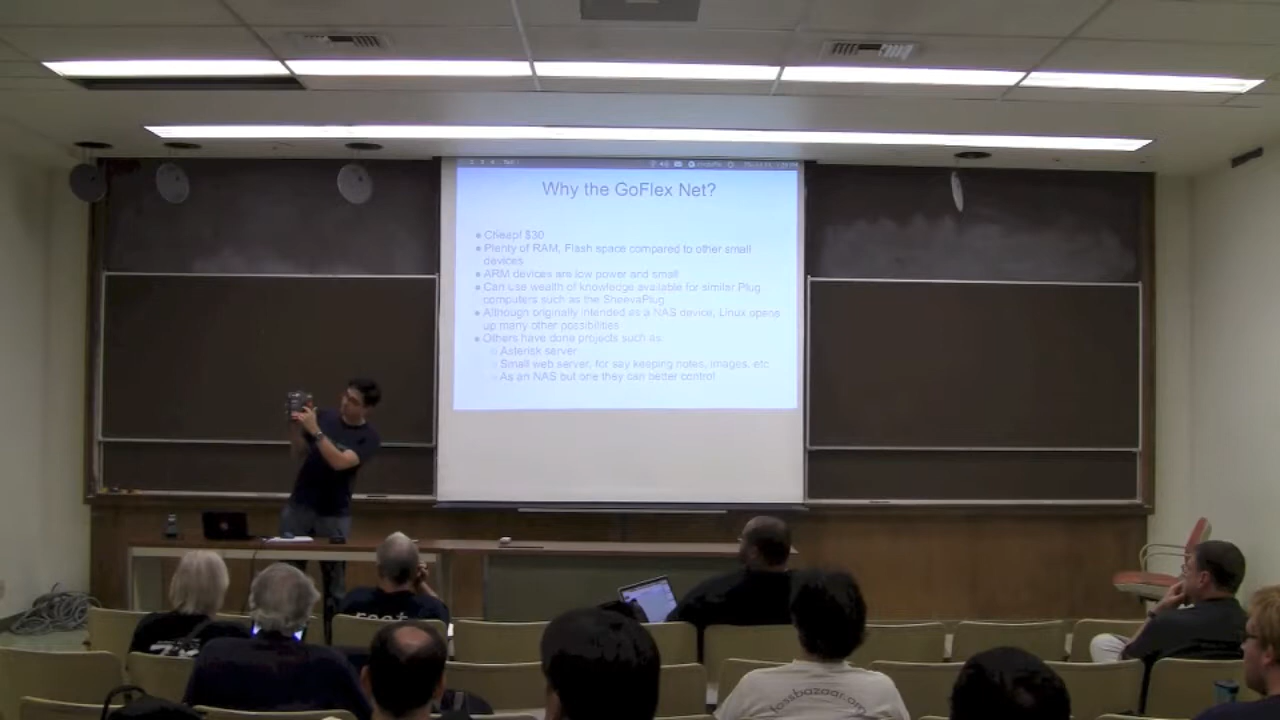 Why the GoFlex Net?
Cheap! $30
Plenty of RAM, Flash space compared to other small
devices
ARM devices are low power and small
Can use wealth of knowledge available for similar Plug
computers such as the SheevaPlug
Although originally intended as a NAS device, Linux opens
up many other possibilities
Others have done projects such as:
Asterisk server
Small web server, for say keeping notes, images, etc
As an NAS but one they can better control
root
fossbazaar.org